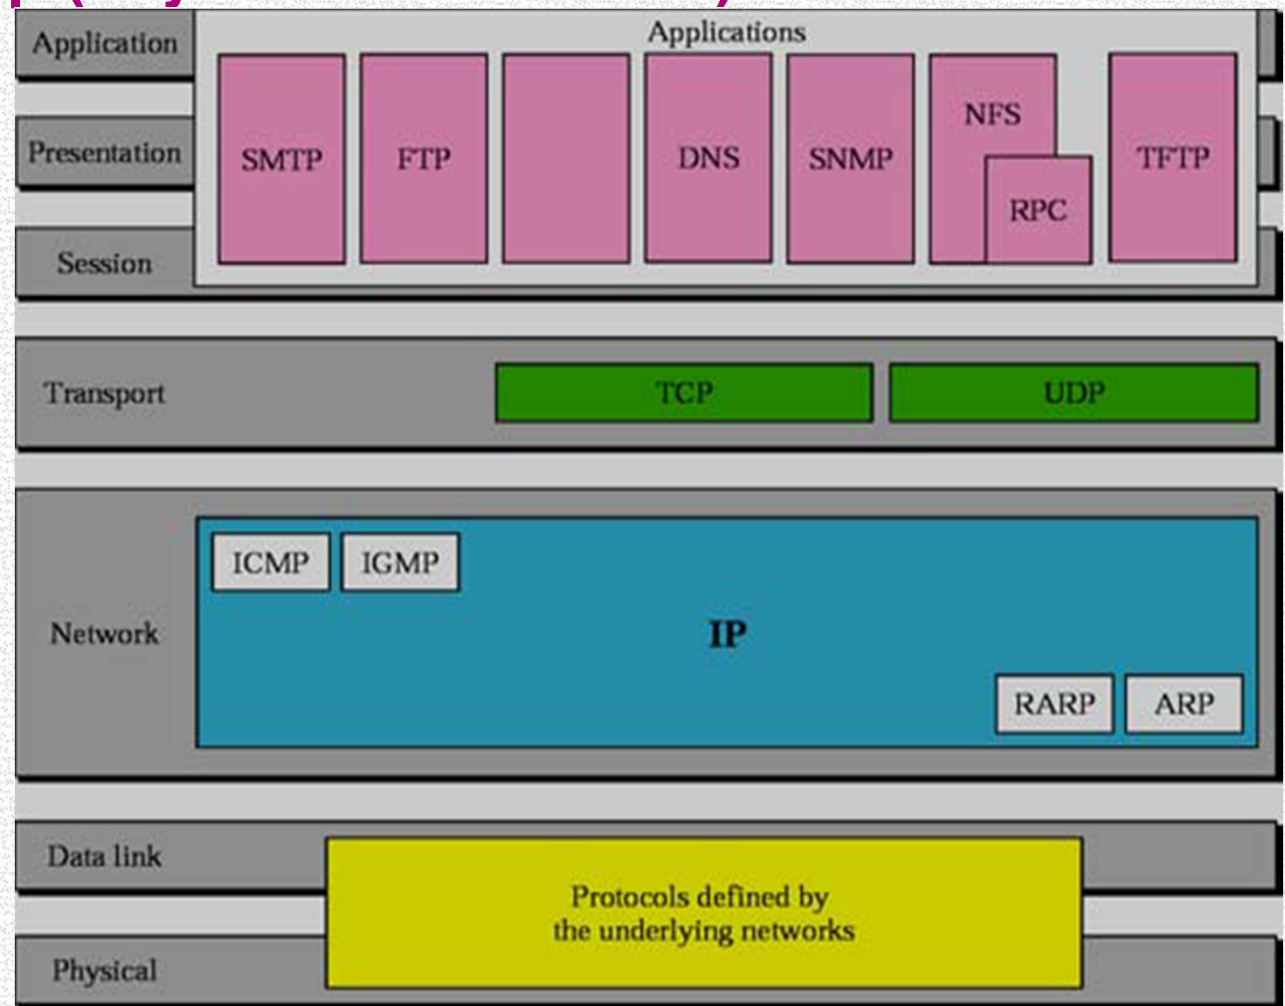 Application
Applications
SMTP
FTP
DNS
SNMP
NFS
RPC
TFTP
Presentation
Session
Transport
TCP
UDP
Network
ICMP
IGMP
IP
RARP
ARP
Data link
Protocols defined by
the underlying networks
Physical